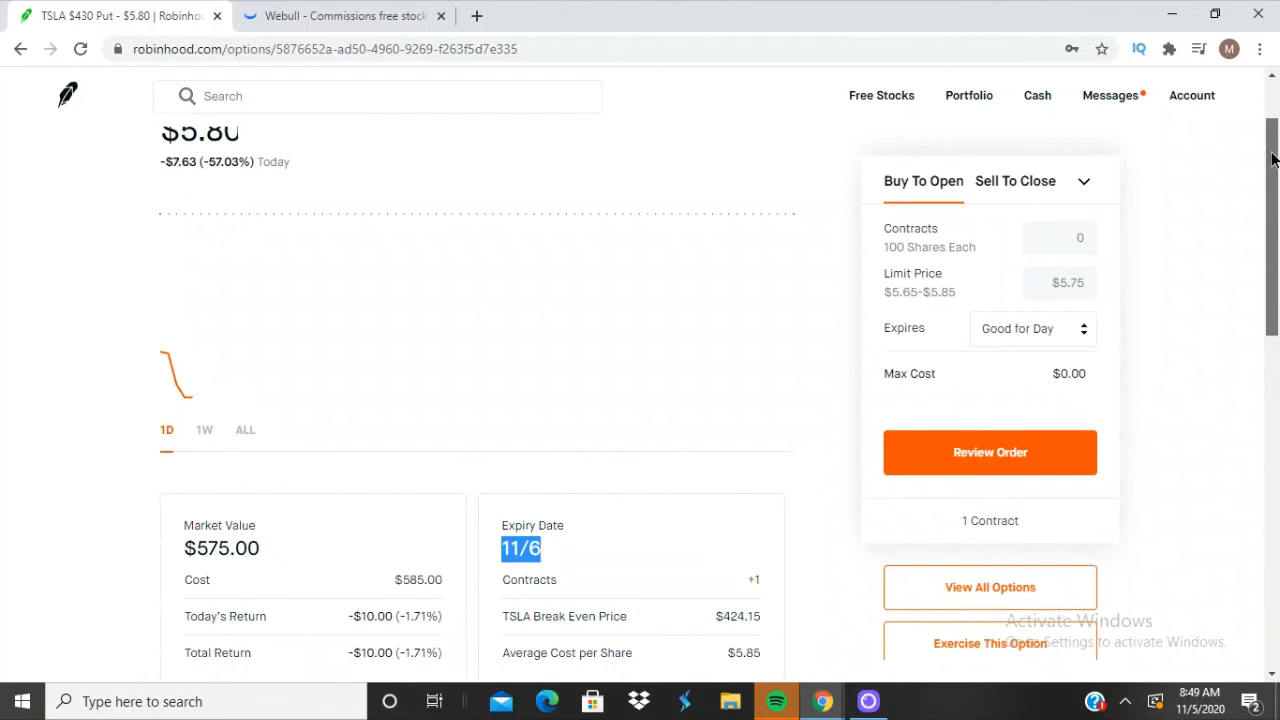 TSLA $430 Put - $5.80 | Robinhoo
Webull - Commissions free stock
robinhood.com/options/5876652a-ad50-4960-9269-f263f5d7e335
IQ
M
Search
Free Stocks
Portfolio
Cash
Messages
Account
$5.80
-$7.63 (-57.03%) Today
Buy To Open
Sell To Close
Contracts
100 Shares Each
0
Limit Price
$5.65-$5.85
$5.75
Expires
Good for Day
Max Cost
$0.00
Review Order
1 Contract
View All Options
Exercise This Option
1D
1W
ALL
Market Value
$575.00
Cost
$585.00
Today's Return
-$10.00 (-1.71%)
Total Return
-$10.00 (-1.71%)
Expiry Date
11/6
Contracts
+1
TSLA Break Even Price
$424.15
Average Cost per Share
$5.85
Activate Windows
Go to Settings to activate Windows.
Type here to search
8:49 AM
11/5/2020
2